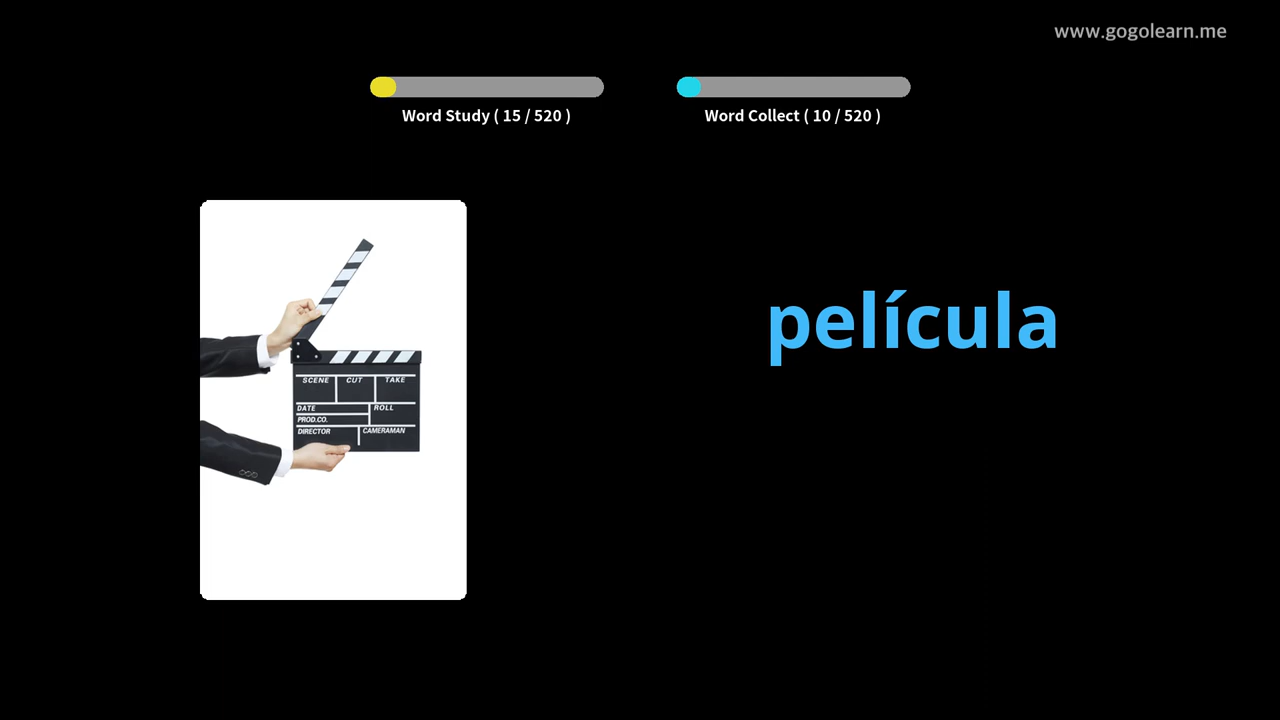 www.gogolearn.me
Word Study ( 15 / 520 )
Word Collect ( 10 / 520 )
SCENE CUT TAKE
DATE ROLL
PROD.CO.
DIRECTOR CAMERAMAN
película